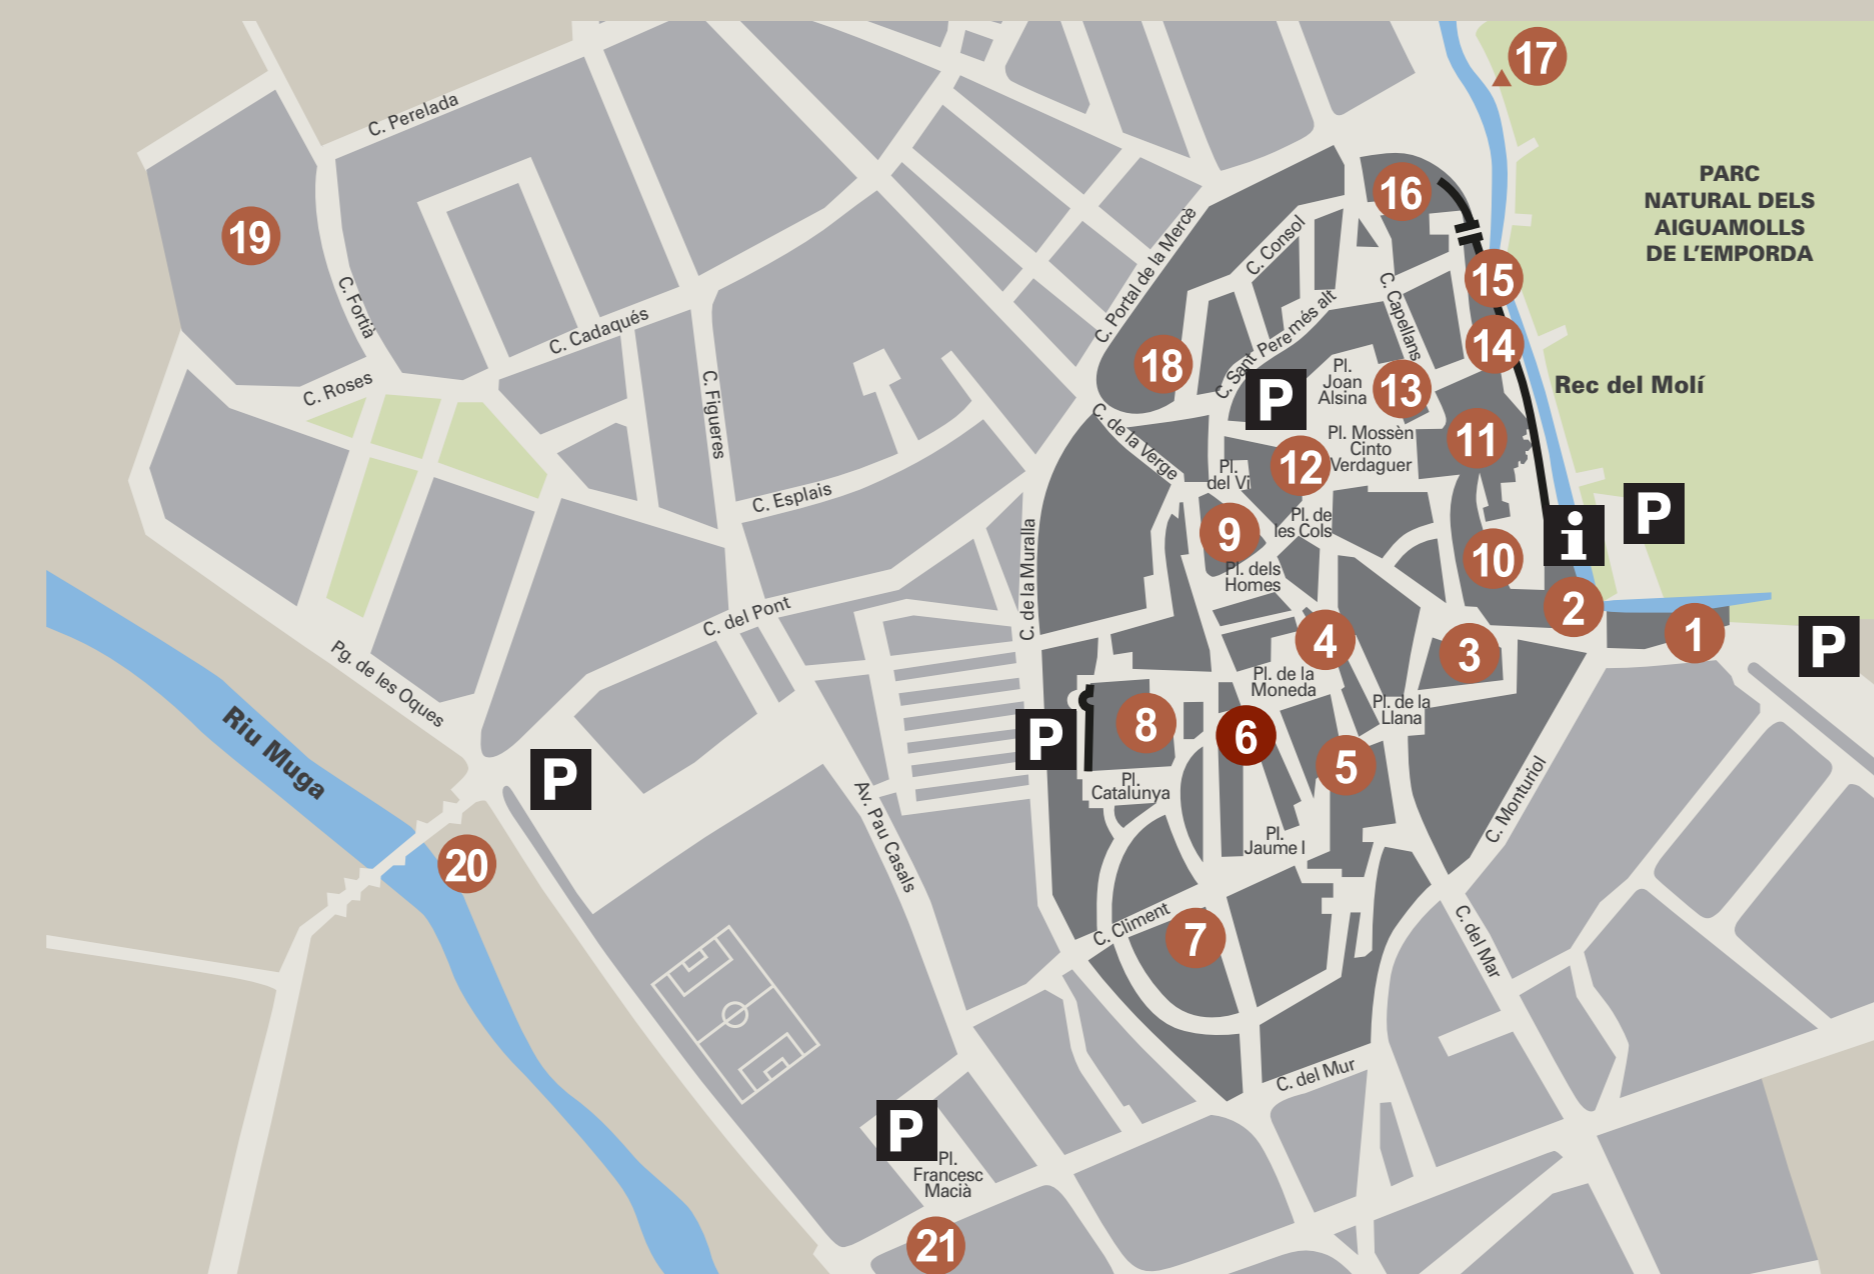 17
C. Perelada
PARC
NATURAL DELS
AIGUAMOLLS
DE L'EMPORDA
16
19
C. Portal de la Mercè
C. Consol
15
C. Fortià
C. Capellans
C. Cadaqués
C. Sant Pere més alt
14
18
Pl.
Joan
Alsina
13
Rec del Molí
C. Roses
P
C. Figueres
C. de la Verge
Pl. Mossèn
Cinto
Verdaguer
11
12
Pl.
del Vi
C. Esplais
P
Pl. de
les Cols
9
i
10
C. de la Muralla
Pl. dels
Homes
2
C. del Pont
1
4
3
P
Pg. de les Oques
Pl. de la
Moneda
Pl. de la
Llana
8
6
P
Riu Muga
5
P
Pl.
Catalunya
C. Monturiol
Av. Pau Casals
Pl.
Jaume I
20
C. Climent
7
C. del Mar
C. del Mur
P
Pl.
Francesc
Macià
21